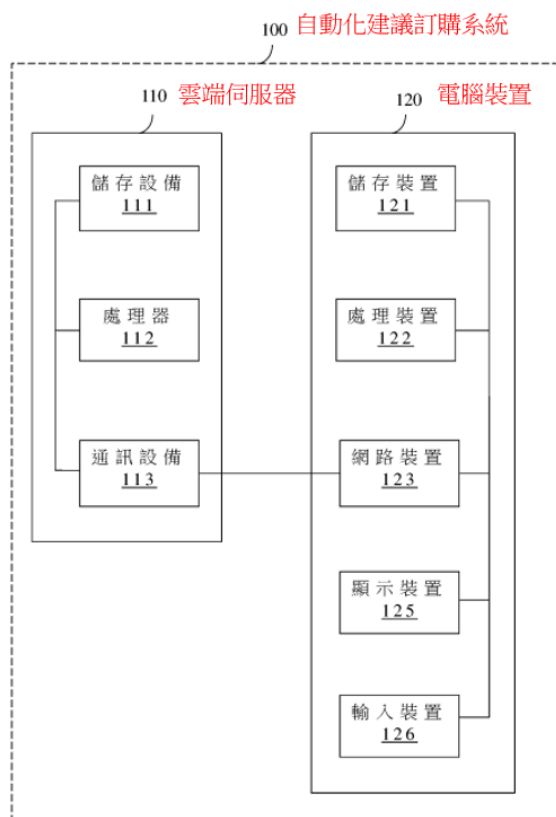 100 自動化建議訂購系統
110 雲端伺服器
儲存設備
111
處理器
112
通訊設備
113
120 電腦裝置
儲存裝置
121
處理裝置
122
網路裝置
123
顯示裝置
125
輸入裝置
126